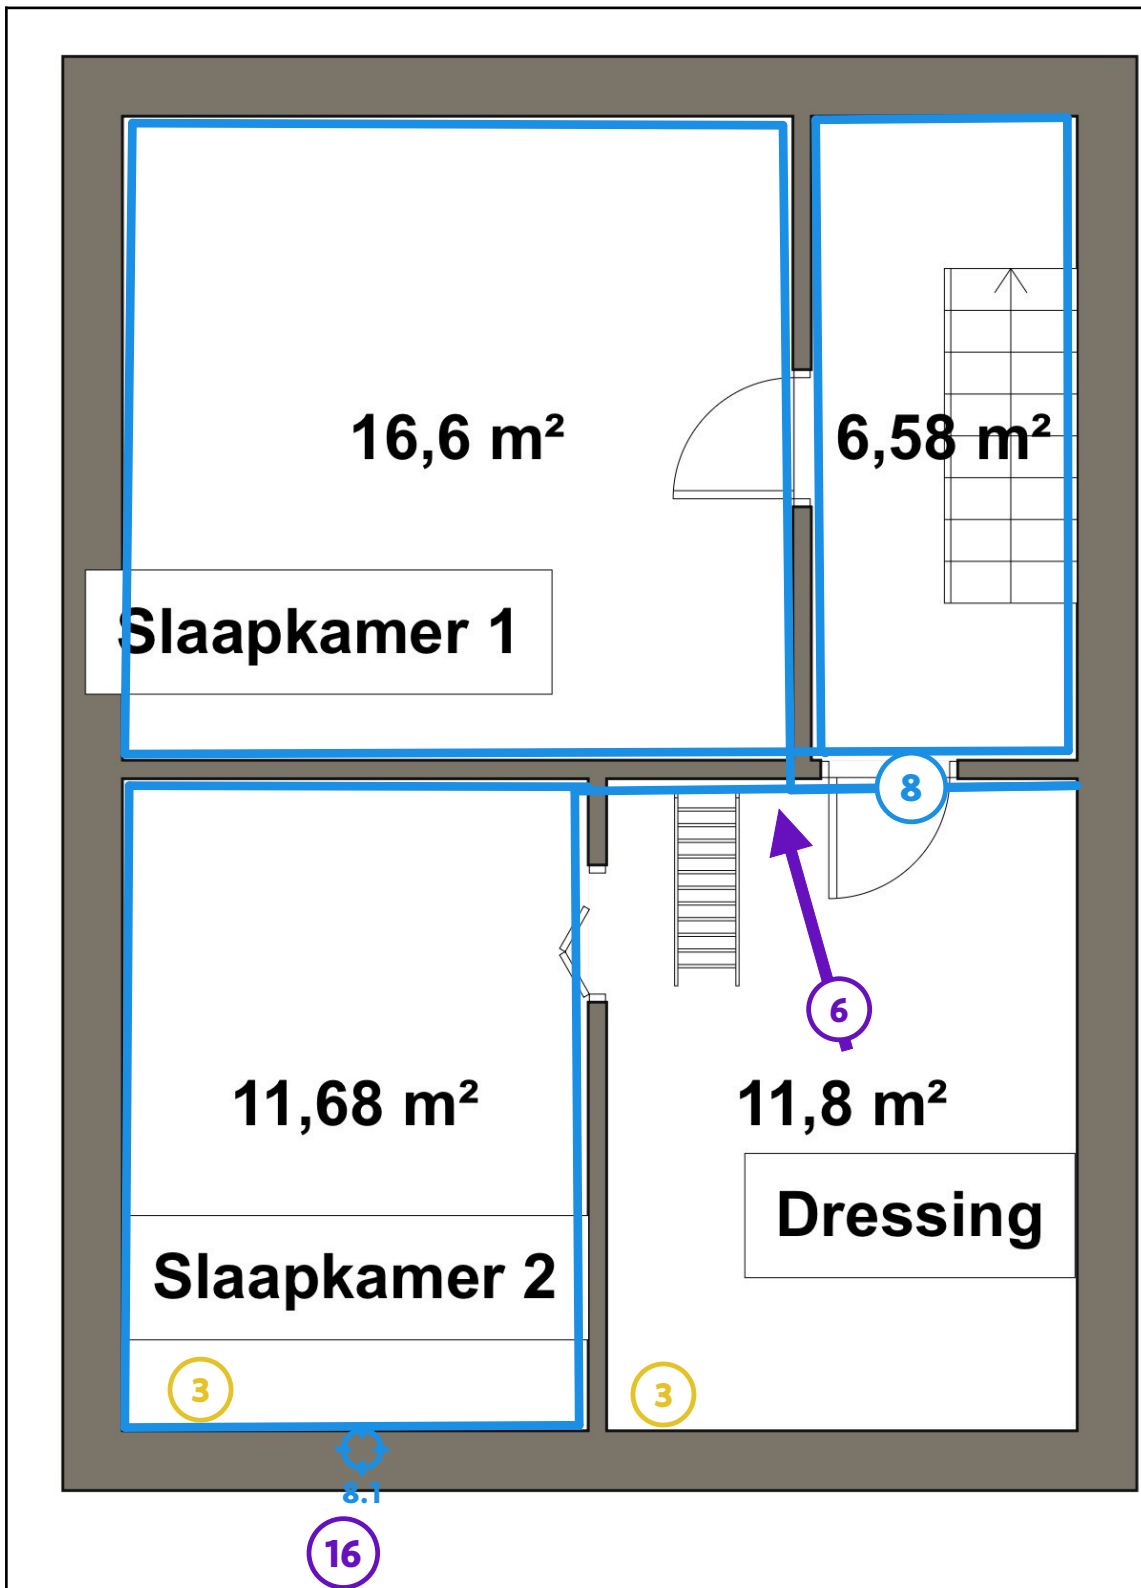 16,6 m²
6,58 m²
Slaapkamer 1
8
6
11,68 m²
11,8 m²
Dressing
Slaapkamer 2
3
3
8.1
16